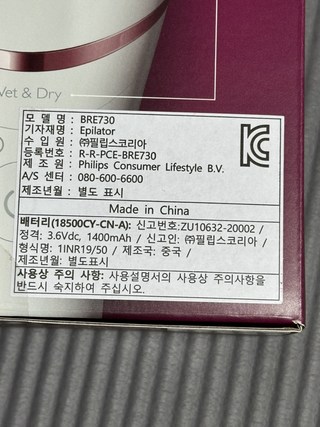 Wet & Dry
모 델 명 : BRE730
기자재명 : Epilator
수 입 원 : ㈜필립스코리아
등록번호 : R-R-PCE-BRE730
제 조 원 : Philips Consumer Lifestyle B.V.
A/S 센터 : 080-600-6600
제조년월 : 별도 표시
Made in China
배터리(18500CY-CN-A): 신고번호:ZU10632-20002 /
정격: 3.6Vdc, 1400mAh / 신고인: ㈜필립스코리아 /
형식명: 1INR19/50 / 제조국: 중국 /
제조년월: 별도표시
사용상 주의 사항: 사용설명서의 사용상 주의사항을
반드시 숙지하여 주십시오.